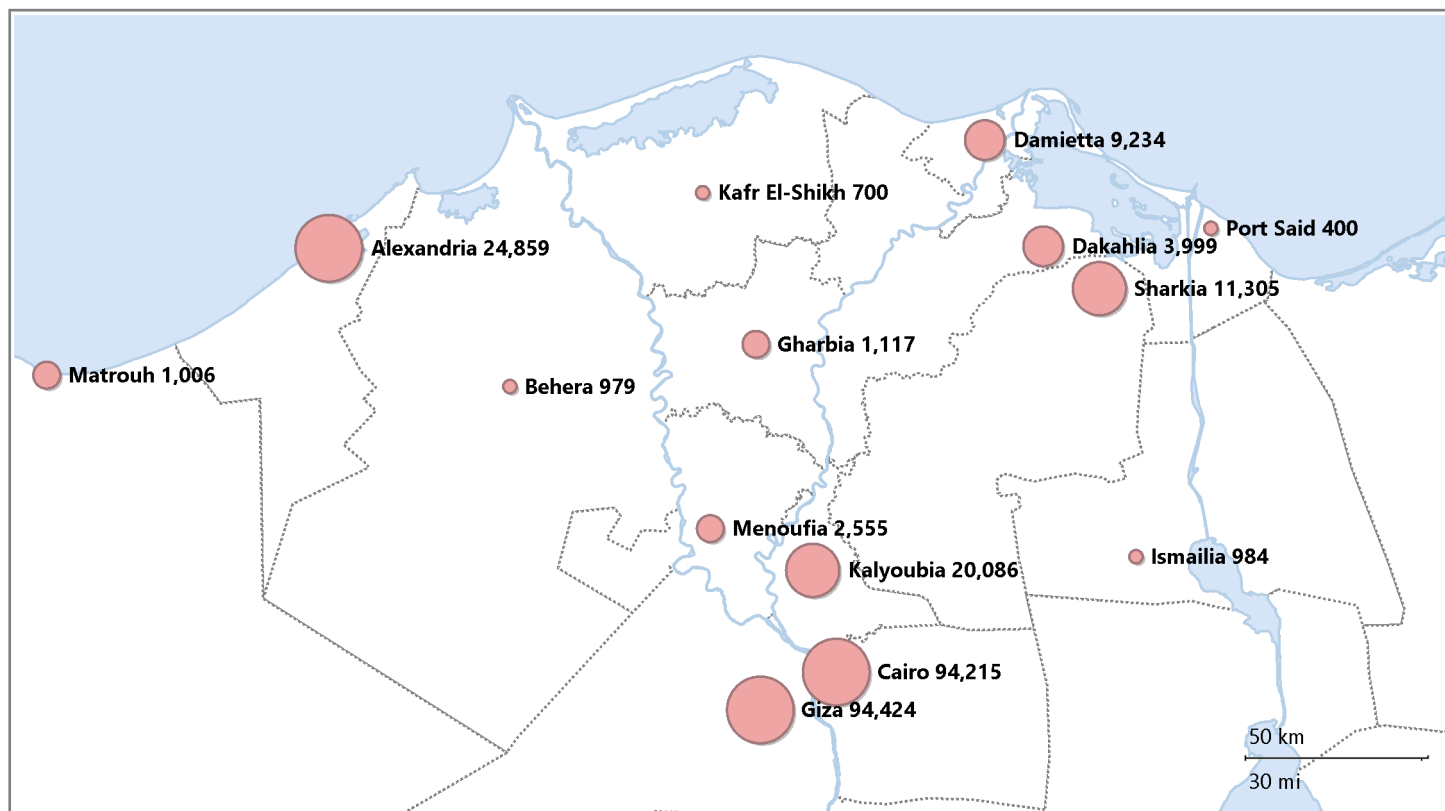 Damietta 9,234
Kafr El-Shikh 700
Port Said 400
Alexandria 24,859
Dakahlia 3,999
Sharkia 11,305
Gharbia 1,117
Matrouh 1,006
Behera 979
Menoufia 2,555
Ismailia 984
Kalyoubia 20,086
Cairo 94,215
Giza 94,424
50 km
30 mi